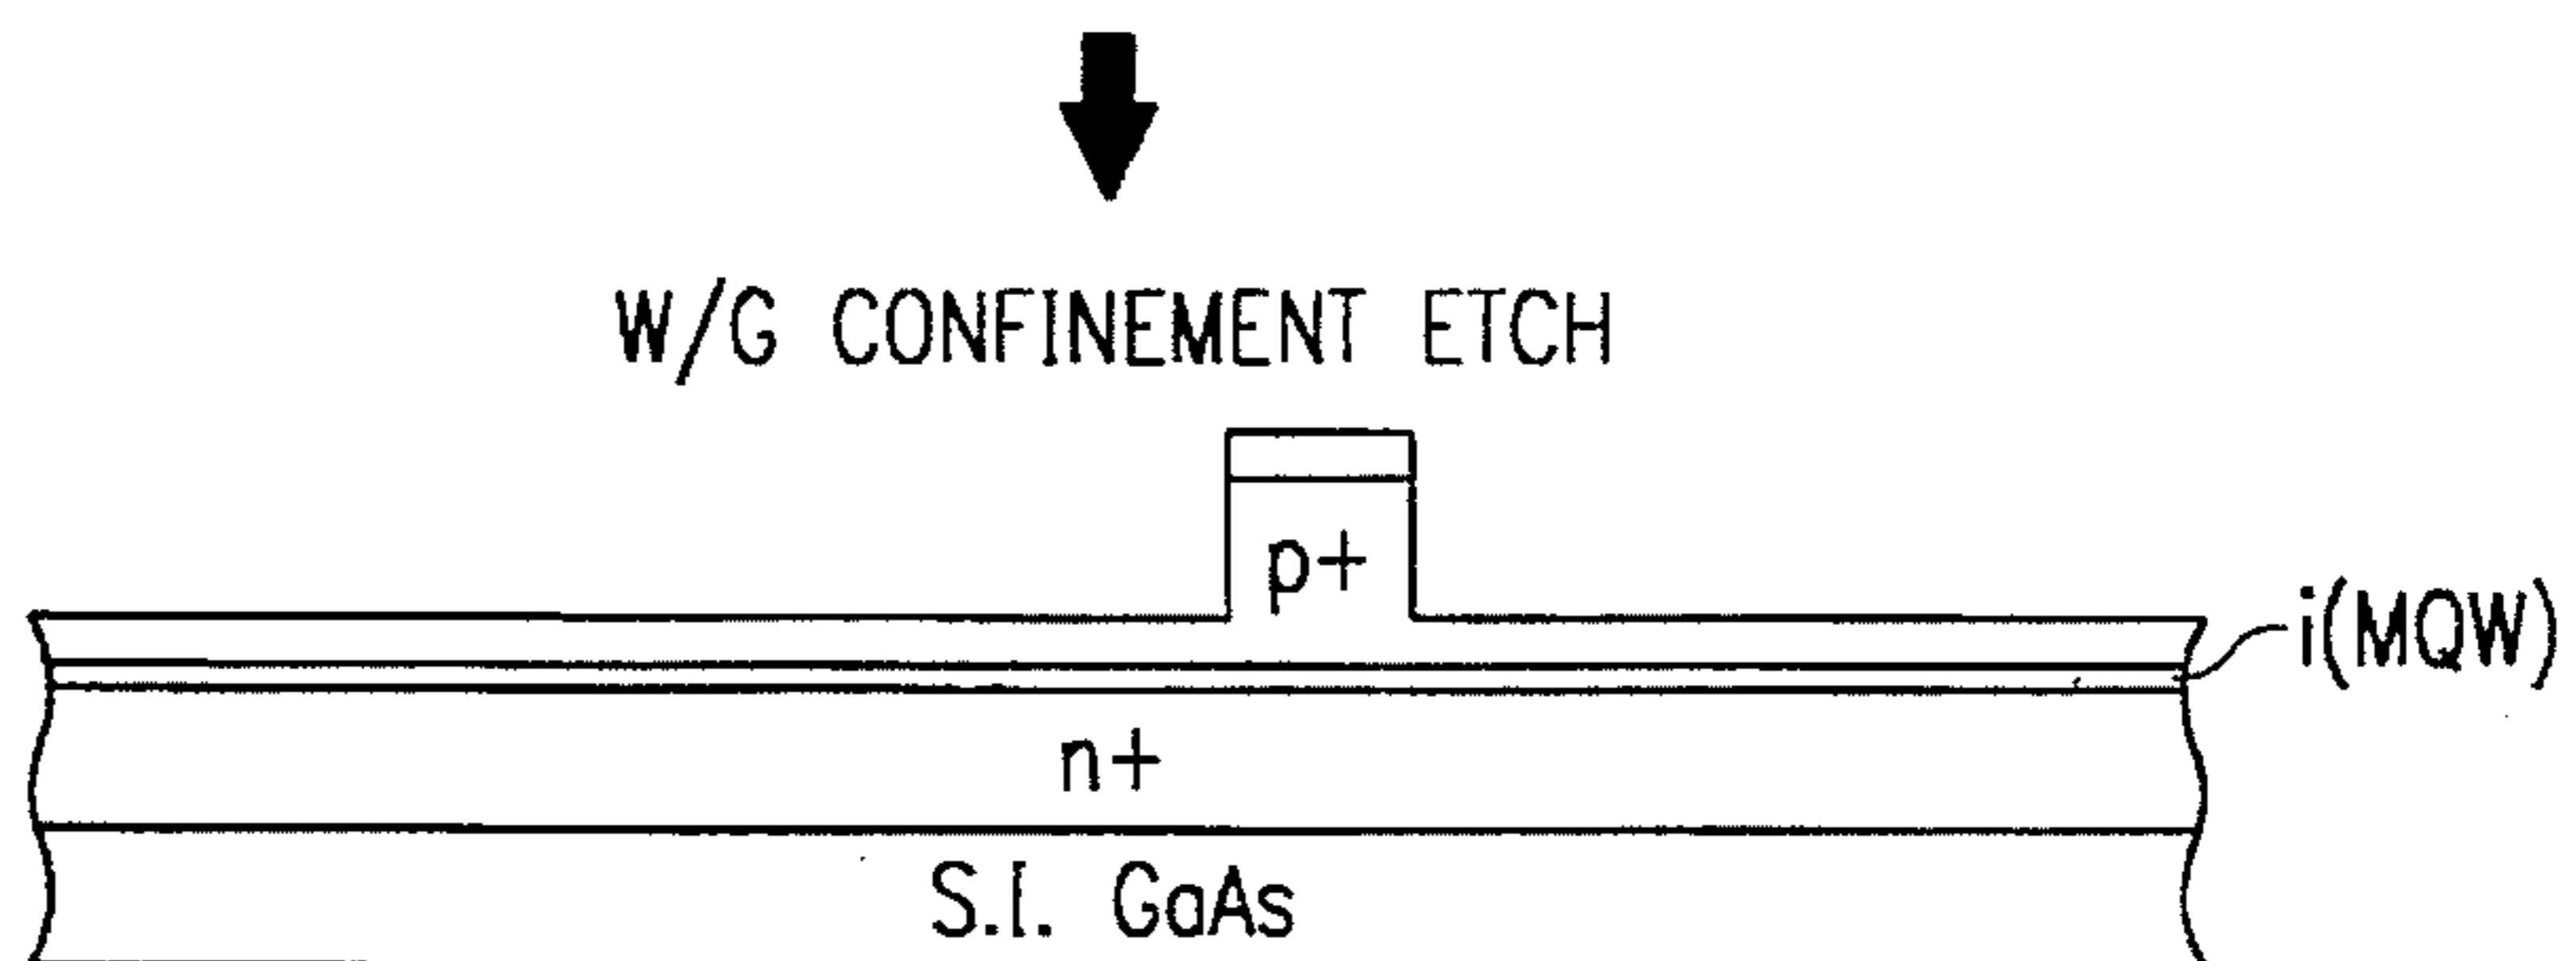 W/G CONFINEMENT ETCH
p+
i(MQW)
n+
S.I. GaAs